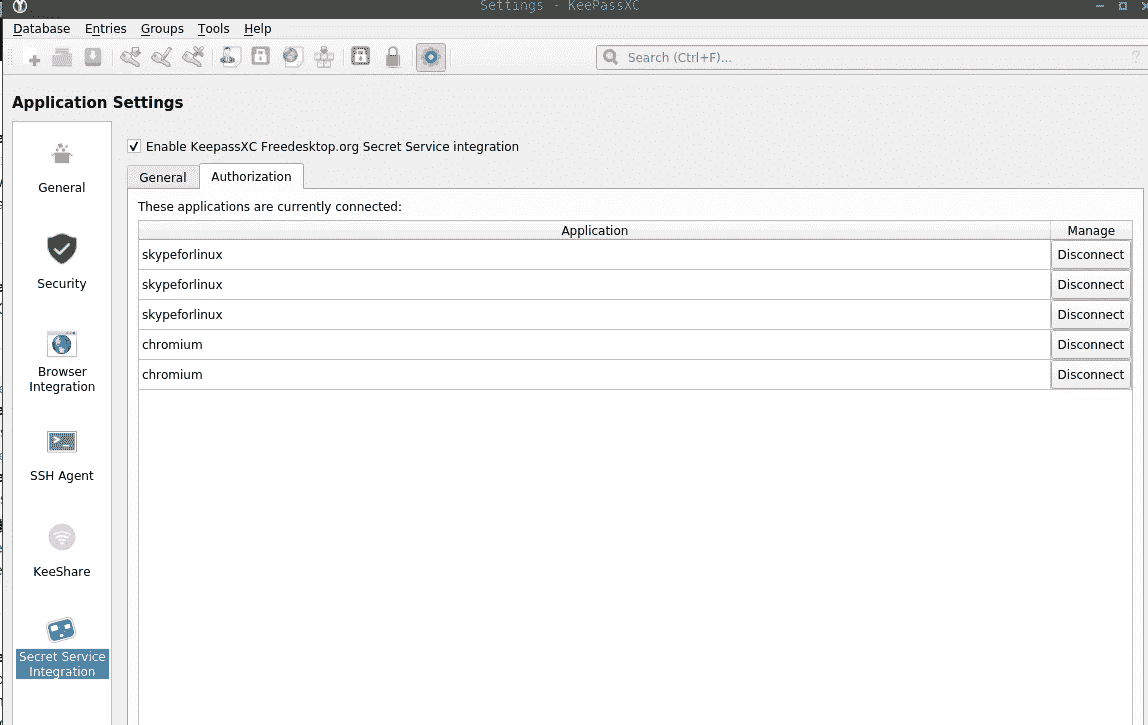 Settings - KeePassXC
Database Entries Groups Tools Help
Search (Ctrl+F)...
?
Application Settings
General
Security
Browser
Integration
SSH Agent
KeeShare
Secret Service
Integration
Enable KeepassXC Freedesktop.org Secret Service integration
General Authorization
These applications are currently connected:
Application Manage
skypeforlinux Disconnect
skypeforlinux Disconnect
skypeforlinux Disconnect
chromium Disconnect
chromium Disconnect